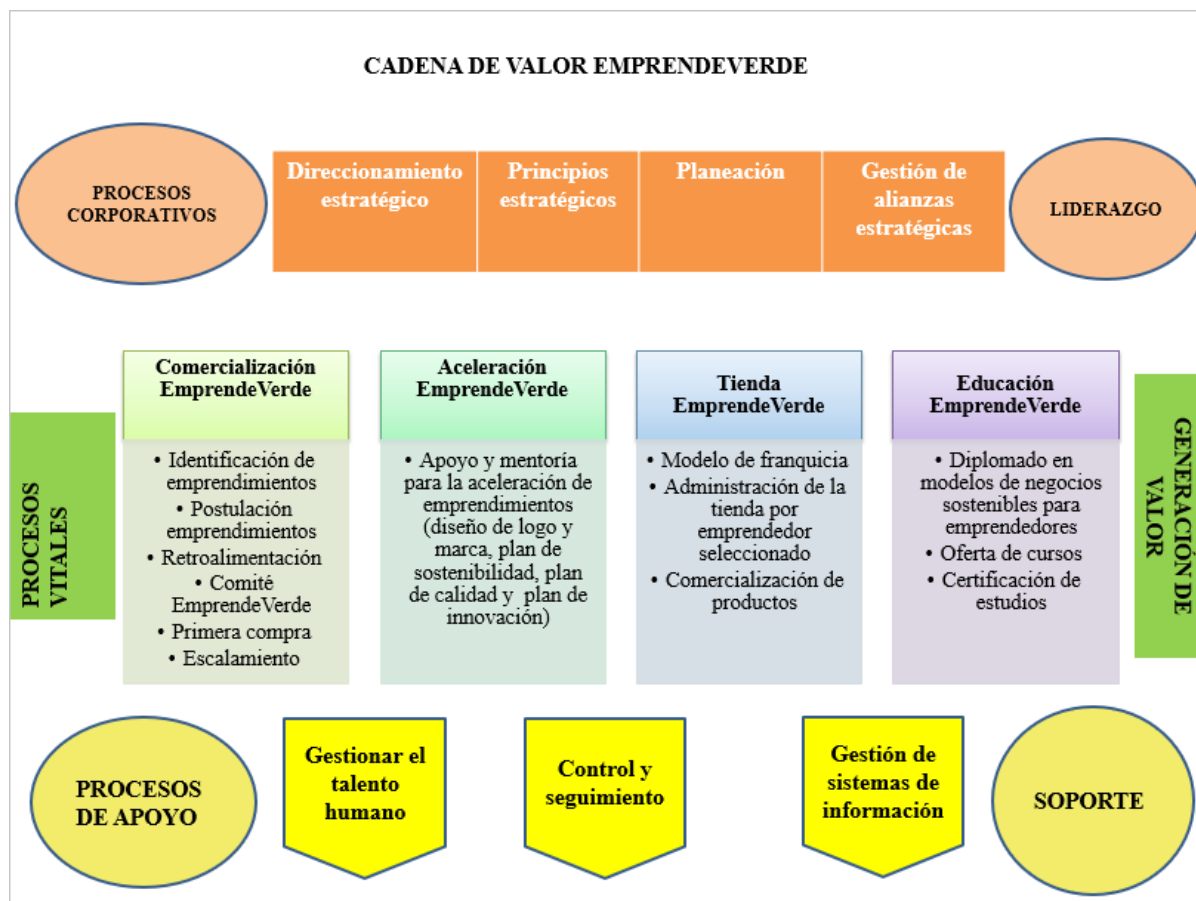 CADENA DE VALOR EMPRENDEVERDE
PROCESOS
CORPORATIVOS
Direccionamiento
estratégico
Principios
estratégicos
Planeación
Gestión de
alianzas
estratégicas
LIDERAZGO
PROCESOS
VITALES
Comercialización
EmprendeVerde
• Identificación de
emprendimientos
• Postulación
emprendimientos
• Retroalimentación
• Comité
EmprendeVerde
• Primera compra
• Escalamiento
Aceleración
EmprendeVerde
• Apoyo y mentoría
para la aceleración de
emprendimientos
(diseño de logo y
marca, plan de
sostenibilidad, plan
de calidad y plan de
innovación)
Tienda
EmprendeVerde
• Modelo de franquicia
• Administración de la
tienda por
emprendedor
seleccionado
• Comercialización de
productos
Educación
EmprendeVerde
• Diplomado en
modelos de negocios
sostenibles para
emprendedores
• Oferta de cursos
• Certificación de
estudios
GENERACIÓN DE
VALOR
PROCESOS
DE APOYO
Gestionar el
talento
humano
Control y
seguimiento
Gestión de
sistemas de
información
SOPORTE